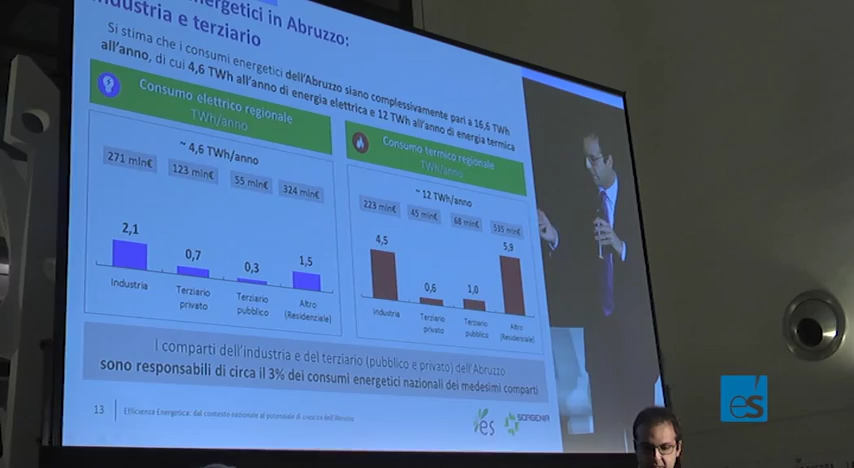 ergetici in Abruzzo:
industria e terziario
Si stima che i consumi energetici dell'Abruzzo siano complessivamente pari a 16,6 TWh
all'anno, di cui 4,6 TWh all'anno di energia elettrica e 12 TWh all'anno di energia termica
Consumo elettrico regionale
TWh/anno
~ 4,6 TWh/anno
271 mln€ 123 mln€ 55 mln€ 324 mln€
2,1 0,7 0,3 1,5
Industria Terziario privato Terziario pubblico Altro (Residenziale)
Consumo termico regionale
TWh/anno
~ 12 TWh/anno
223 mln€ 45 mln€ 68 mln€ 535 mln€
4,5 0,6 1,0 5,9
Industria Terziario privato Terziario pubblico Altro (Residenziale)
I comparti dell'industria e del terziario (pubblico e privato) dell'Abruzzo
sono responsabili di circa il 3% dei consumi energetici nazionali dei medesimi comparti
13 Efficienza Energetica: dal contesto nazionale al potenziale di crescita dell'Abruzzo
es SORGENIA
es